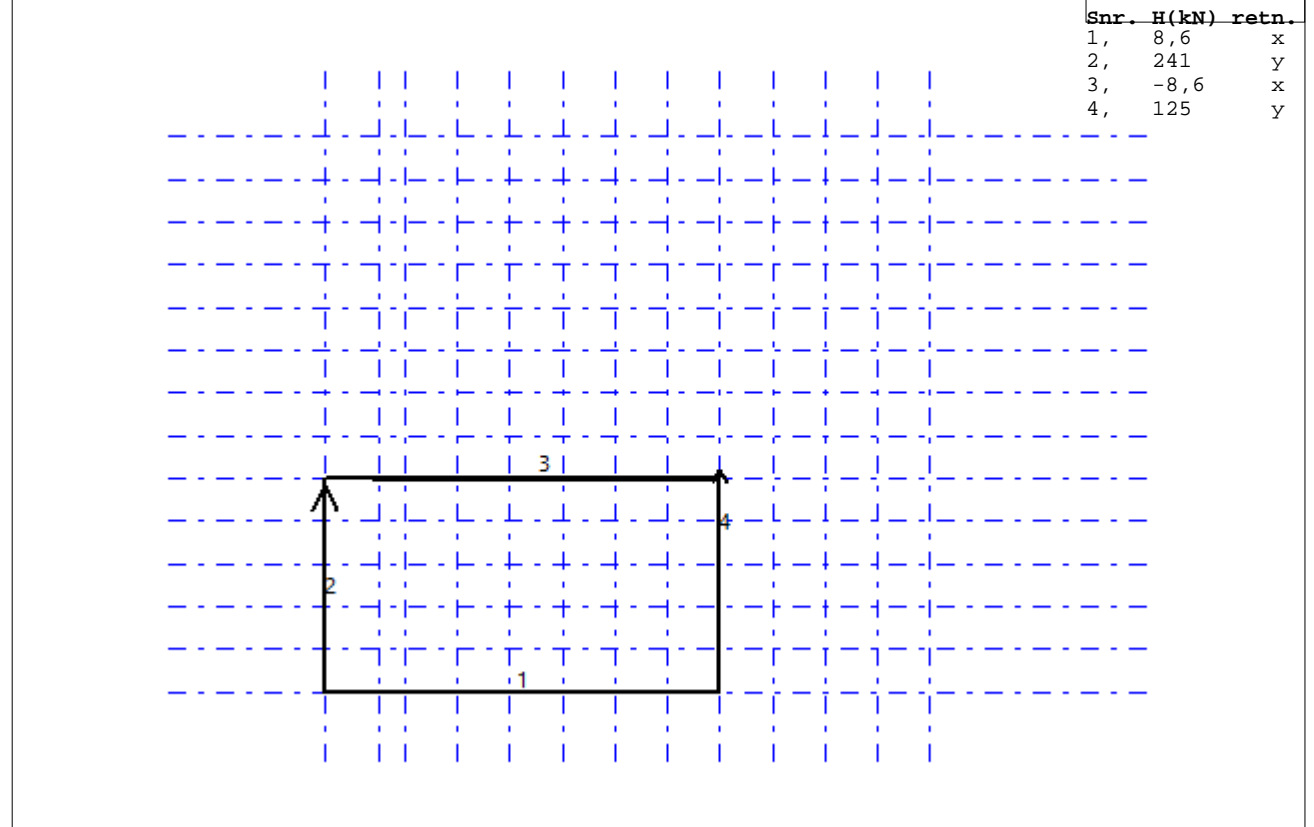 Snr. H(kN) retn.
1, 8,6 x
2, 241 y
3, -8,6 x
4, 125 y
3
4
2
1